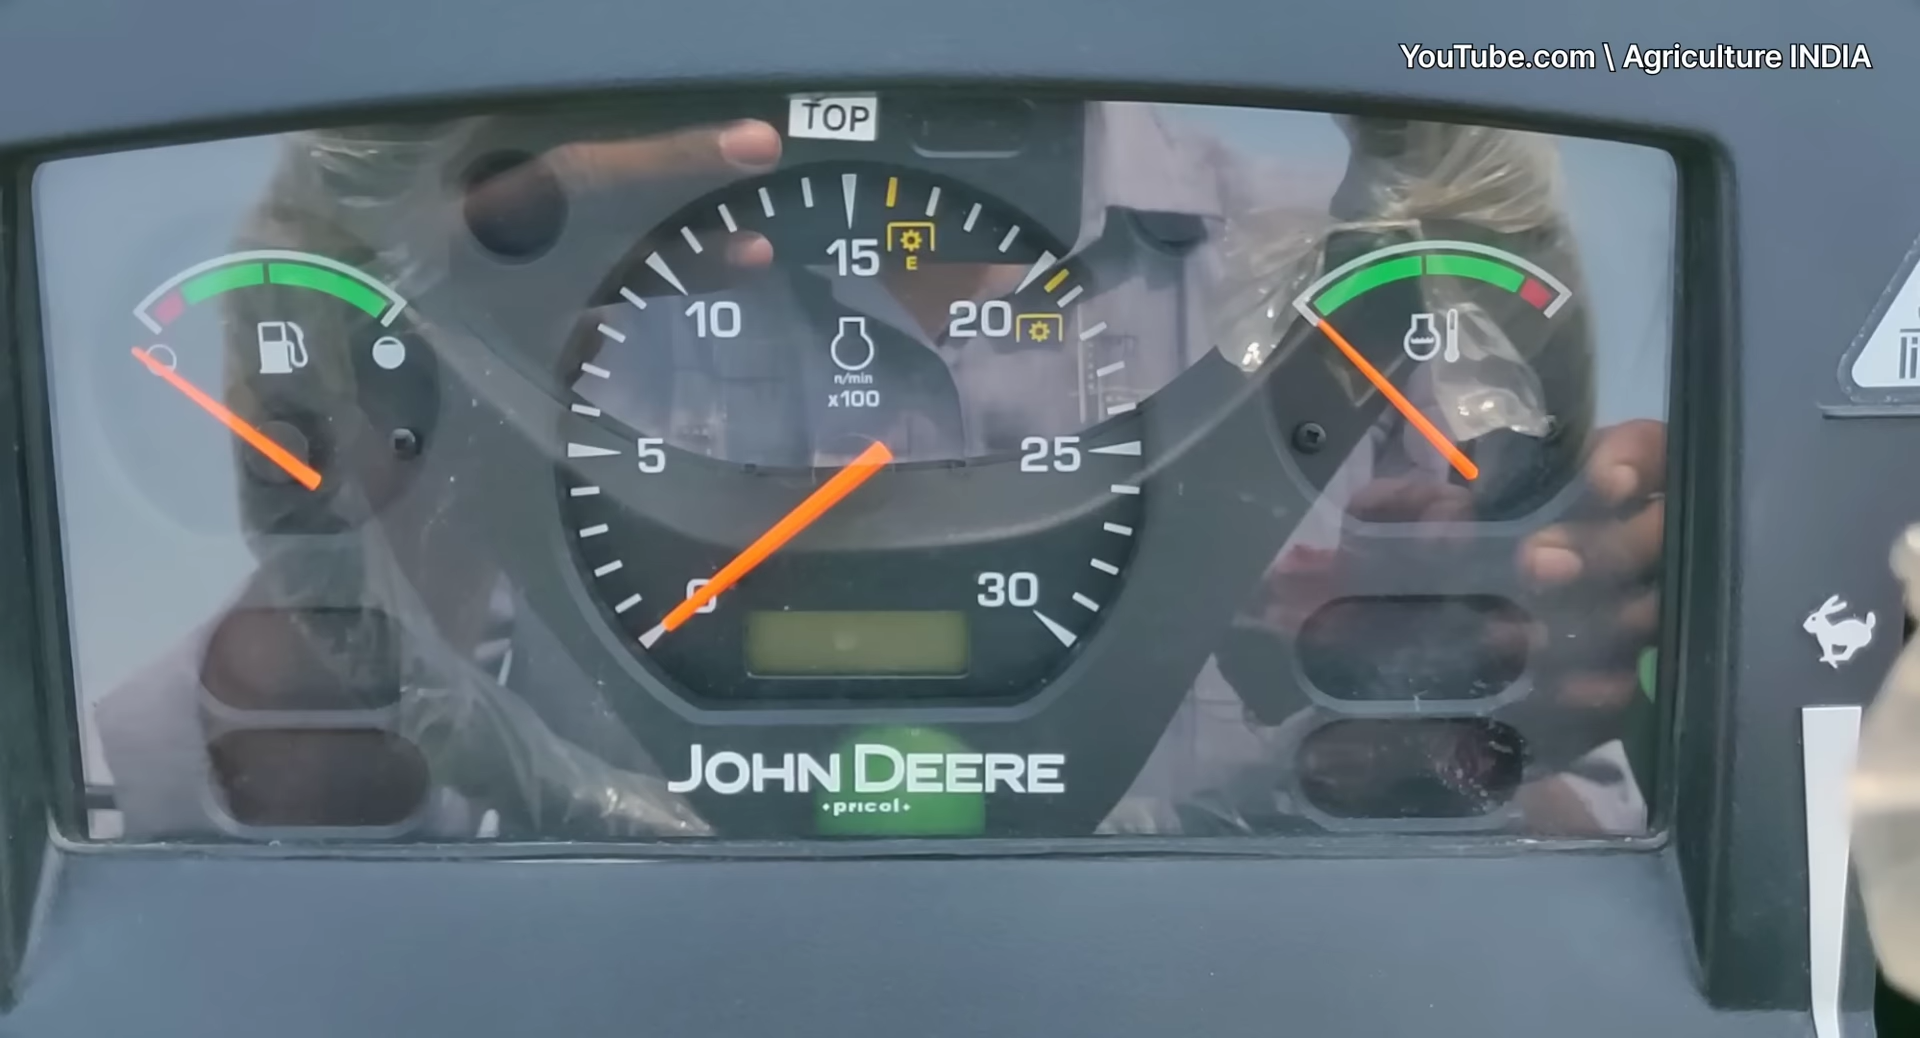 YouTube.com \ Agriculture INDIA
TOP
15
E
10
20
n/min
x100
5
25
0
30
JOHN DEERE
pricol